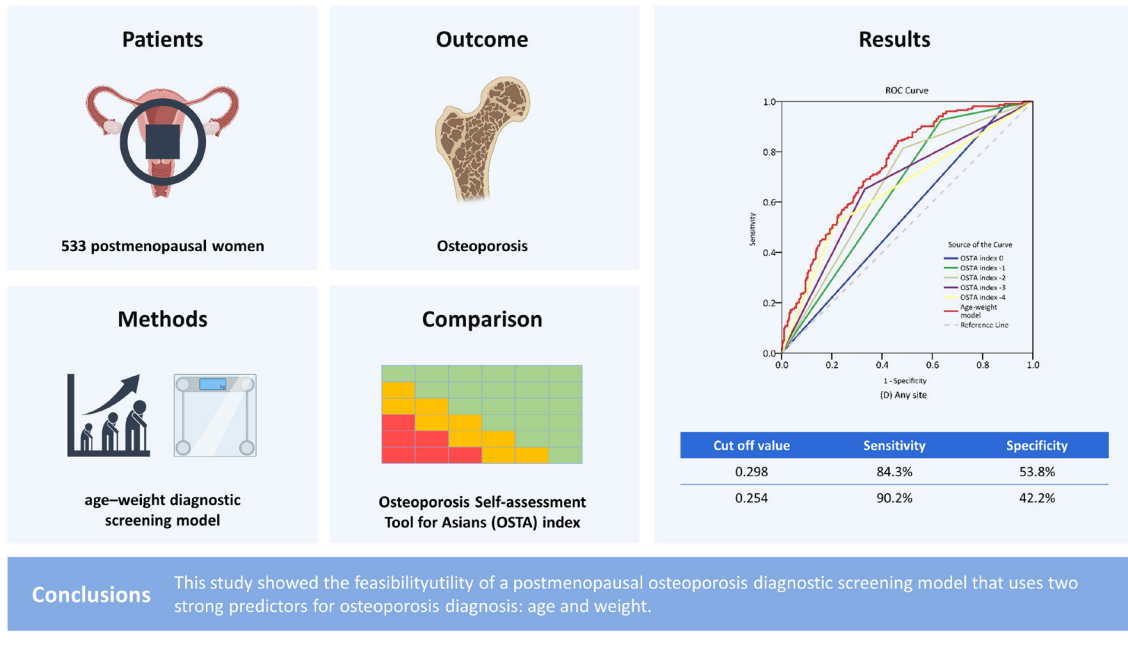 Patients
533 postmenopausal women
Outcome
Osteoporosis
Methods
age–weight diagnostic
screening model
Comparison
Osteoporosis Self-assessment
Tool for Asians (OSTA) index
Results
ROC Curve
1.0
0.8
0.6
0.4
0.2
0.0
Sensitivity
0.0 0.2 0.4 0.6 0.8 1.0
1 - Specificity
(D) Any site
Source of the Curve
OSTA index 0
OSTA index -1
OSTA index -2
OSTA index -3
OSTA index -4
Age-weight
model
Reference Line
Cut off value Sensitivity Specificity
0.298 84.3% 53.8%
0.254 90.2% 42.2%
Conclusions
This study showed the feasibilityutility of a postmenopausal osteoporosis diagnostic screening model that uses two
strong predictors for osteoporosis diagnosis: age and weight.